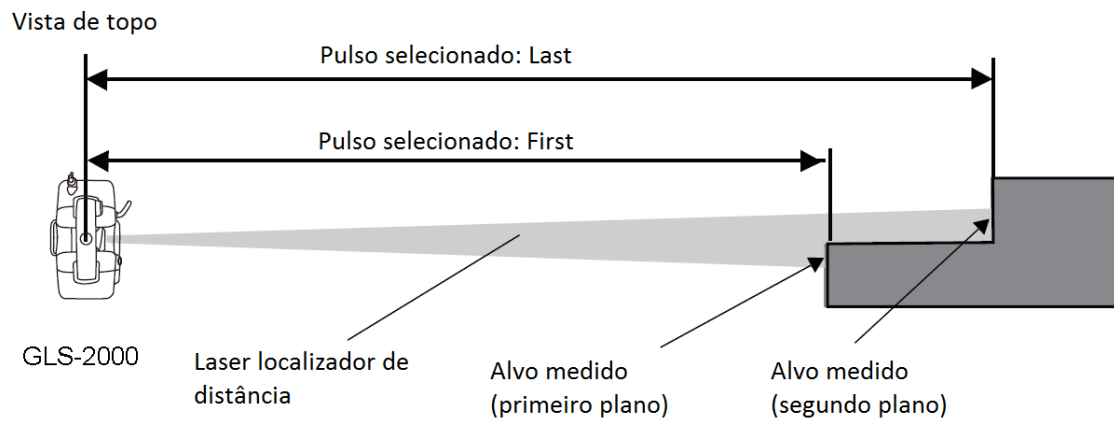 Vista de topo
Pulso selecionado: Last
Pulso selecionado: First
GLS-2000
Laser localizador de
distância
Alvo medido
(primeiro plano)
Alvo medido
(segundo plano)